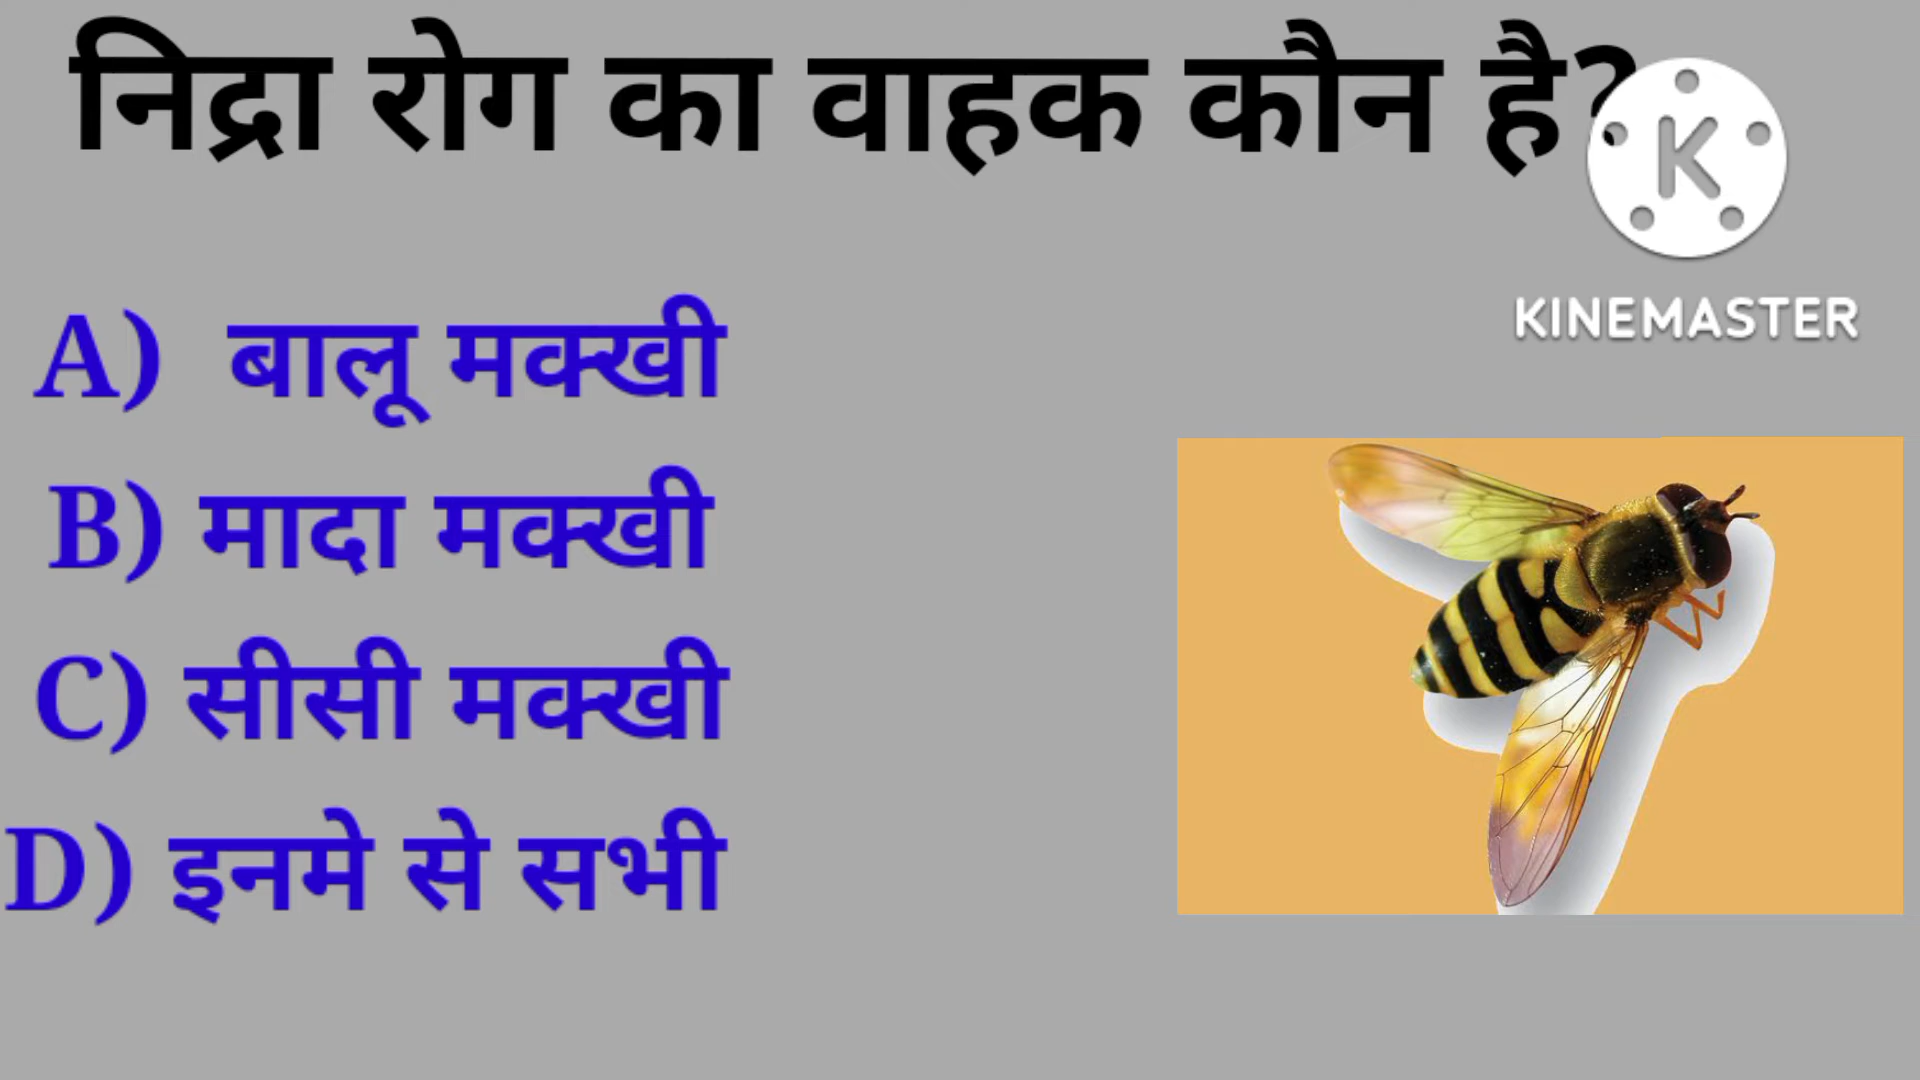 निद्रा रोग का वाहक कौन है?
KINEMASTER
A) बालू मक्खी
B) मादा मक्खी
C) सीसी मक्खी
D) इनमे से सभी